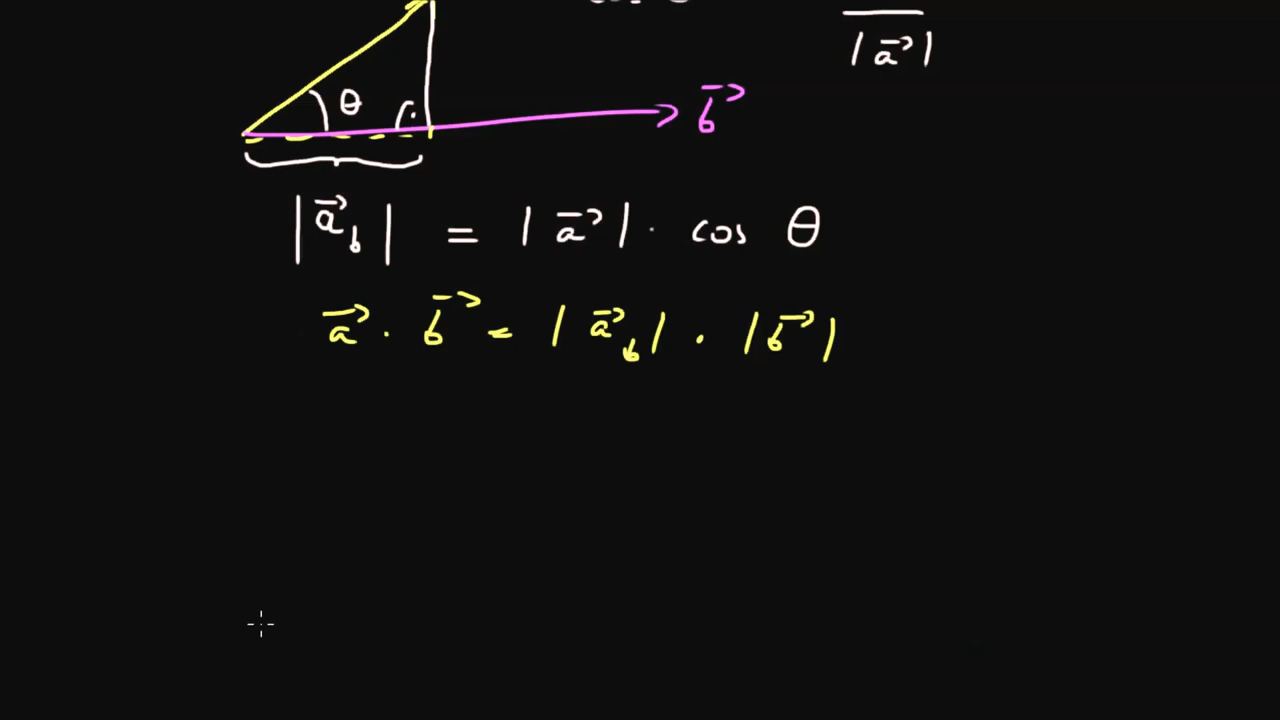 |a⃗|
θ
b⃗
|a⃗_b| = |a⃗| · cos θ
a⃗ · b⃗ = |a⃗_b| · |b⃗|